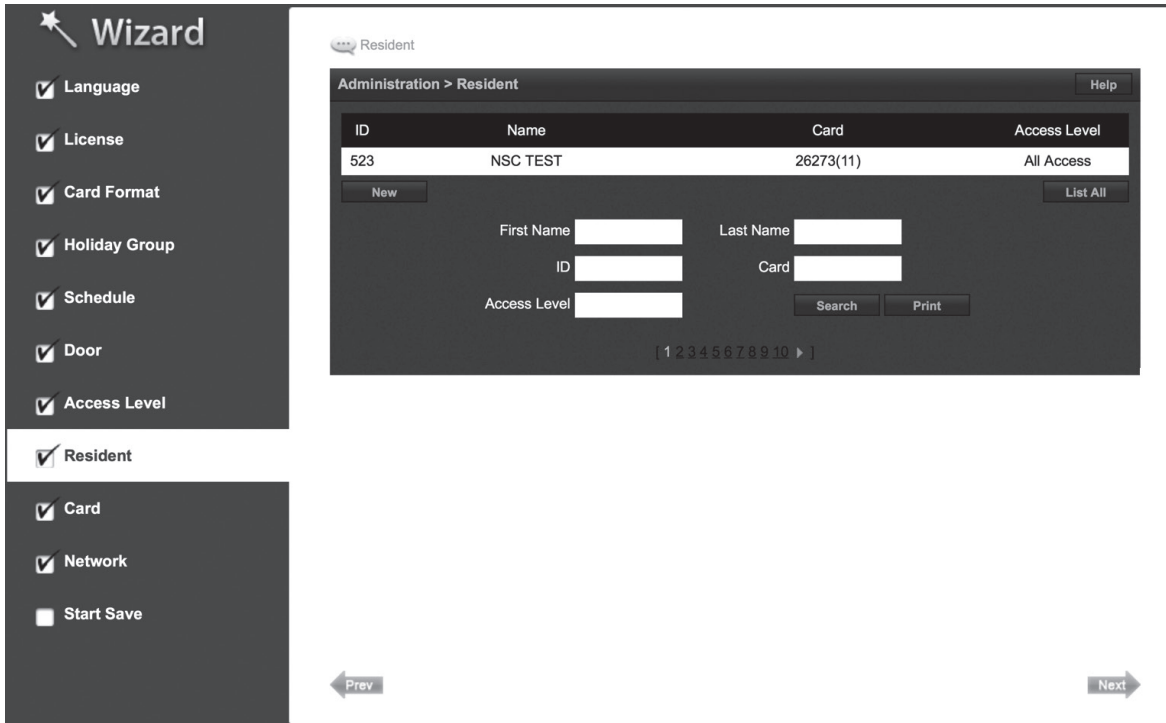 Wizard
Language
License
Card Format
Holiday Group
Schedule
Door
Access Level
Resident
Card
Network
Start Save
Resident
Administration > Resident Help
ID Name Card Access Level
523 NSC TEST 26273(11) All Access
New List All
First Name Last Name
ID Card
Access Level Search Print
[ 1 2 3 4 5 6 7 8 9 10 ▶ ]
Prev Next